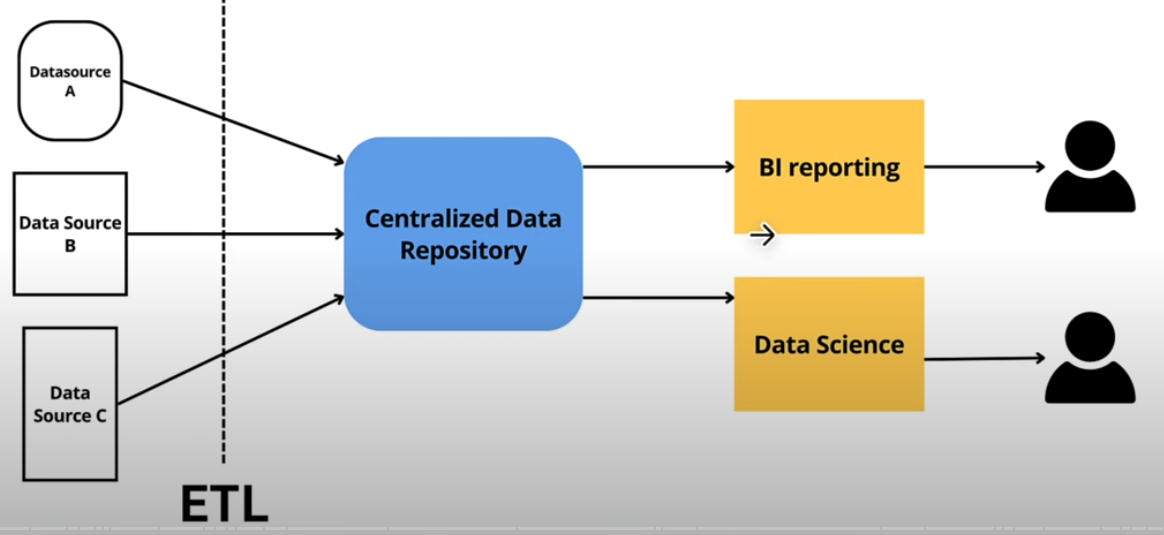 Datasource
A
Data Source
B
Data
Source C
ETL
Centralized Data
Repository
BI reporting
Data Science